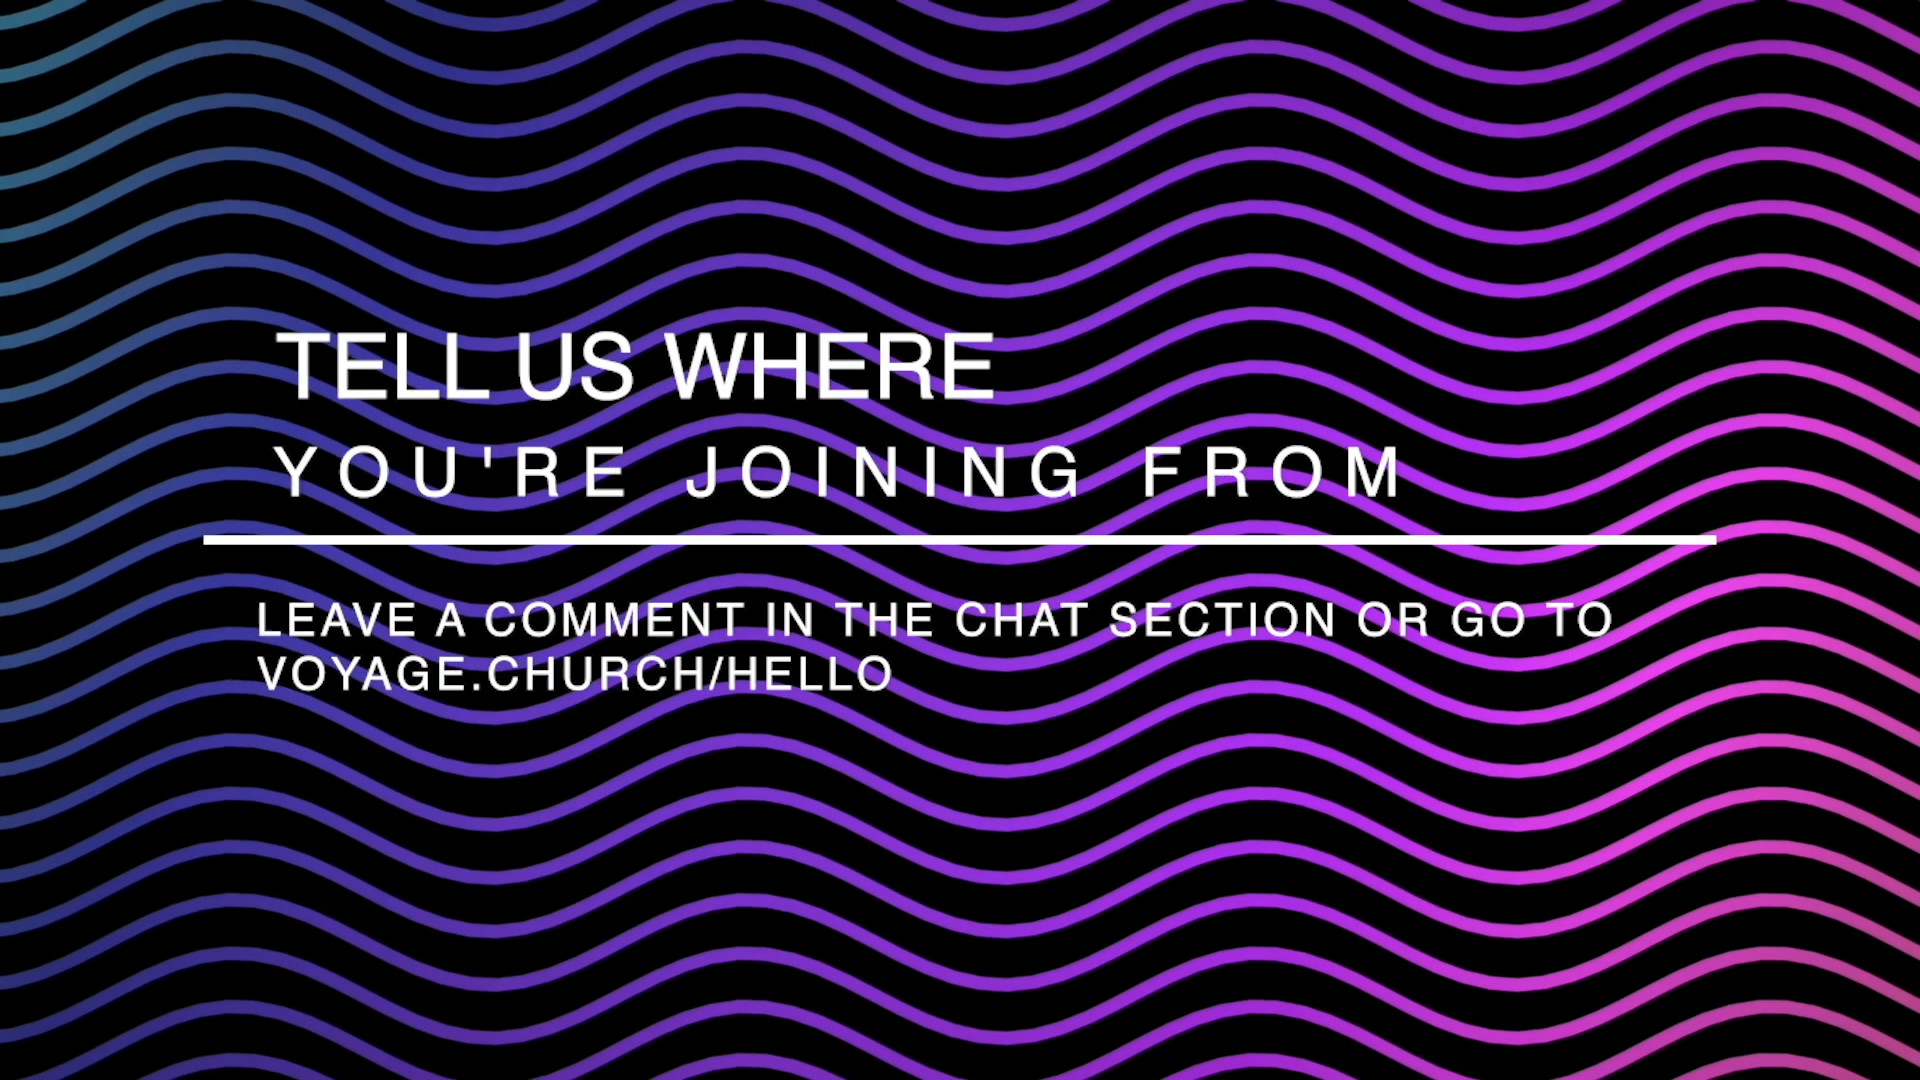 TELL US WHERE
YOU'RE JOINING FROM
LEAVE A COMMENT IN THE CHAT SECTION OR GO TO
VOYAGE.CHURCH/HELLO